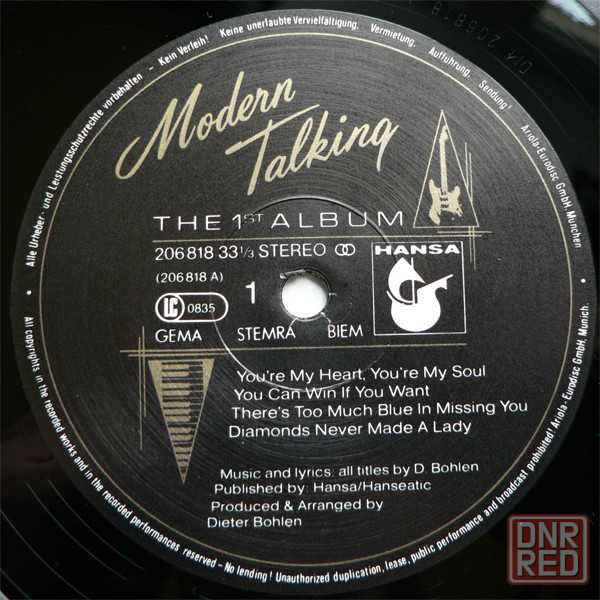 Alle Urheber- und Leistungsschutzrechte vorbehalten – Kein Verleih! Keine unerlaubte Vervielfältigung, Vermietung, Aufführung, Sendung! Ariola-Eurodisc GmbH, München
Modern
Talking
THE 1ST ALBUM
206 818 33 1/3 STEREO
HANSA
(206 818 A)
LC 0835
1
GEMA STEMRA BIEM
You're My Heart, You're My Soul
You Can Win If You Want
There's Too Much Blue In Missing You
Diamonds Never Made A Lady
Music and lyrics: all titles by D. Bohlen
Published by: Hansa/Hanseatic
Produced & Arranged by
Dieter Bohlen
All copyrights in the recorded works and in the recorded performances reserved – No lending! Unauthorized duplication, lease, public performance and broadcast prohibited! Ariola-Eurodisc GmbH, Munich.
DNR
RED